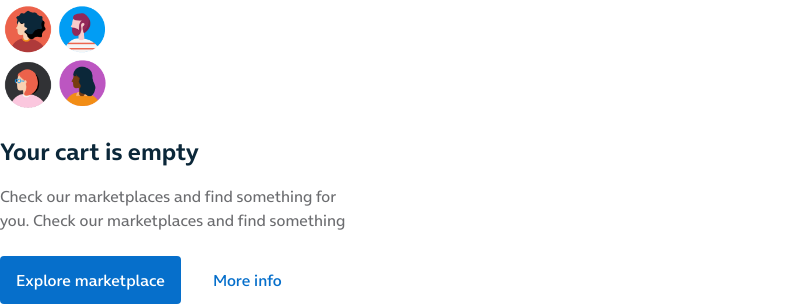 Your cart is empty
Check our marketplaces and find something for
you. Check our marketplaces and find something
Explore marketplace
More info